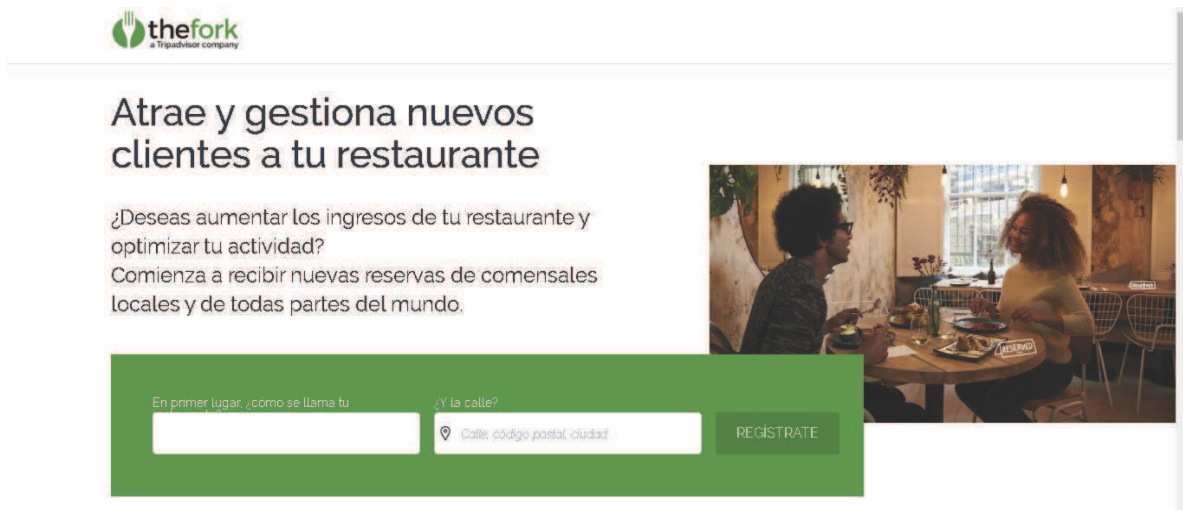 thefork
a Tripadvisor company
Atrae y gestiona nuevos
clientes a tu restaurante
¿Deseas aumentar los ingresos de tu restaurante y
optimizar tu actividad?
Comienza a recibir nuevas reservas de comensales
locales y de todas partes del mundo.
En primer lugar, ¿como se llama tu
¿Y la calle?
Calle, código postal, ciudad
REGÍSTRATE
RESERVED